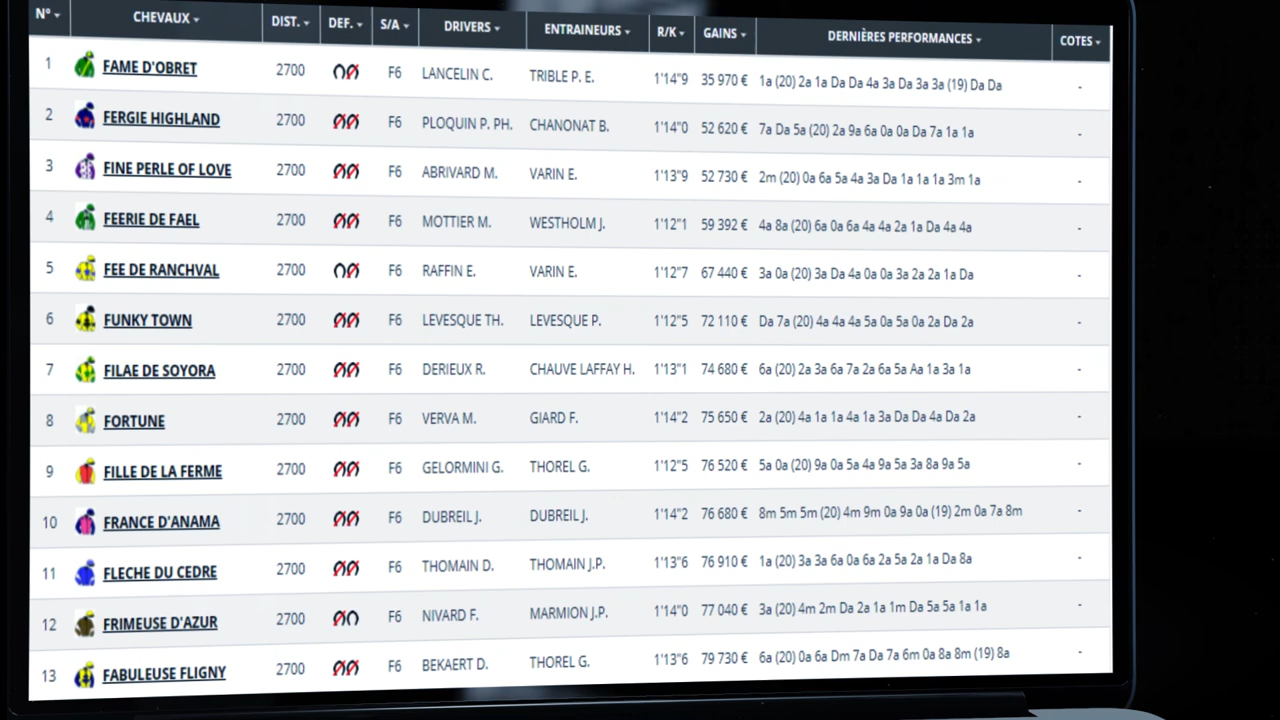 N° CHEVAUX DIST. DEF. S/A DRIVERS ENTRAINEURS R/K GAINS DERNIÈRES PERFORMANCES COTES
1 FAME D'OBRET 2700 F6 LANCELIN C. TRIBLE P. E. 1'14"9 35 970 € 1a (20) 2a 1a Da Da 4a 3a Da 3a 3a (19) Da Da -
2 FERGIE HIGHLAND 2700 F6 PLOQUIN P. PH. CHANONAT B. 1'14"0 52 620 € 7a Da 5a (20) 2a 9a 6a 0a 0a Da 7a 1a 1a -
3 FINE PERLE OF LOVE 2700 F6 ABRIVARD M. VARIN E. 1'13"9 52 730 € 2m (20) 0a 6a 5a 4a 3a Da 1a 1a 1a 3m 1a -
4 FEERIE DE FAEL 2700 F6 MOTTIER M. WESTHOLM J. 1'12"1 59 392 € 4a 8a (20) 6a 0a 6a 4a 4a 2a 1a Da 4a 4a -
5 FEE DE RANCHVAL 2700 F6 RAFFIN E. VARIN E. 1'12"7 67 440 € 3a 0a (20) 3a Da 4a 0a 0a 3a 2a 2a 1a Da -
6 FUNKY TOWN 2700 F6 LEVESQUE TH. LEVESQUE P. 1'12"5 72 110 € Da 7a (20) 4a 4a 4a 5a 0a 5a 0a 2a Da 2a -
7 FILAE DE SOYORA 2700 F6 DERIEUX R. CHAUVE LAFFAY H. 1'13"1 74 680 € 6a (20) 2a 3a 6a 7a 2a 6a 5a Aa 1a 3a 1a -
8 FORTUNE 2700 F6 VERVA M. GIARD F. 1'14"2 75 650 € 2a (20) 4a 1a 1a 4a 1a 3a Da Da 4a Da 2a -
9 FILLE DE LA FERME 2700 F6 GELORMINI G. THOREL G. 1'12"5 76 520 € 5a 0a (20) 9a 0a 5a 4a 9a 5a 3a 8a 9a 5a -
10 FRANCE D'ANAMA 2700 F6 DUBREIL J. DUBREIL J. 1'14"2 76 680 € 8m 5m 5m (20) 4m 9m 0a 9a 0a (19) 2m 0a 7a 8m -
11 FLECHE DU CEDRE 2700 F6 THOMAIN D. THOMAIN J.P. 1'13"6 76 910 € 1a (20) 3a 3a 6a 0a 6a 2a 5a 2a 1a Da 8a -
12 FRIMEUSE D'AZUR 2700 F6 NIVARD F. MARMION J.P. 1'14"0 77 040 € 3a (20) 4m 2m Da 2a 1a 1m Da 5a 5a 1a 1a -
13 FABULEUSE FLIGNY 2700 F6 BEKAERT D. THOREL G. 1'13"6 79 730 € 6a (20) 0a 6a Dm 7a Da 7a 6m 0a 8a 8m (19) 8a -